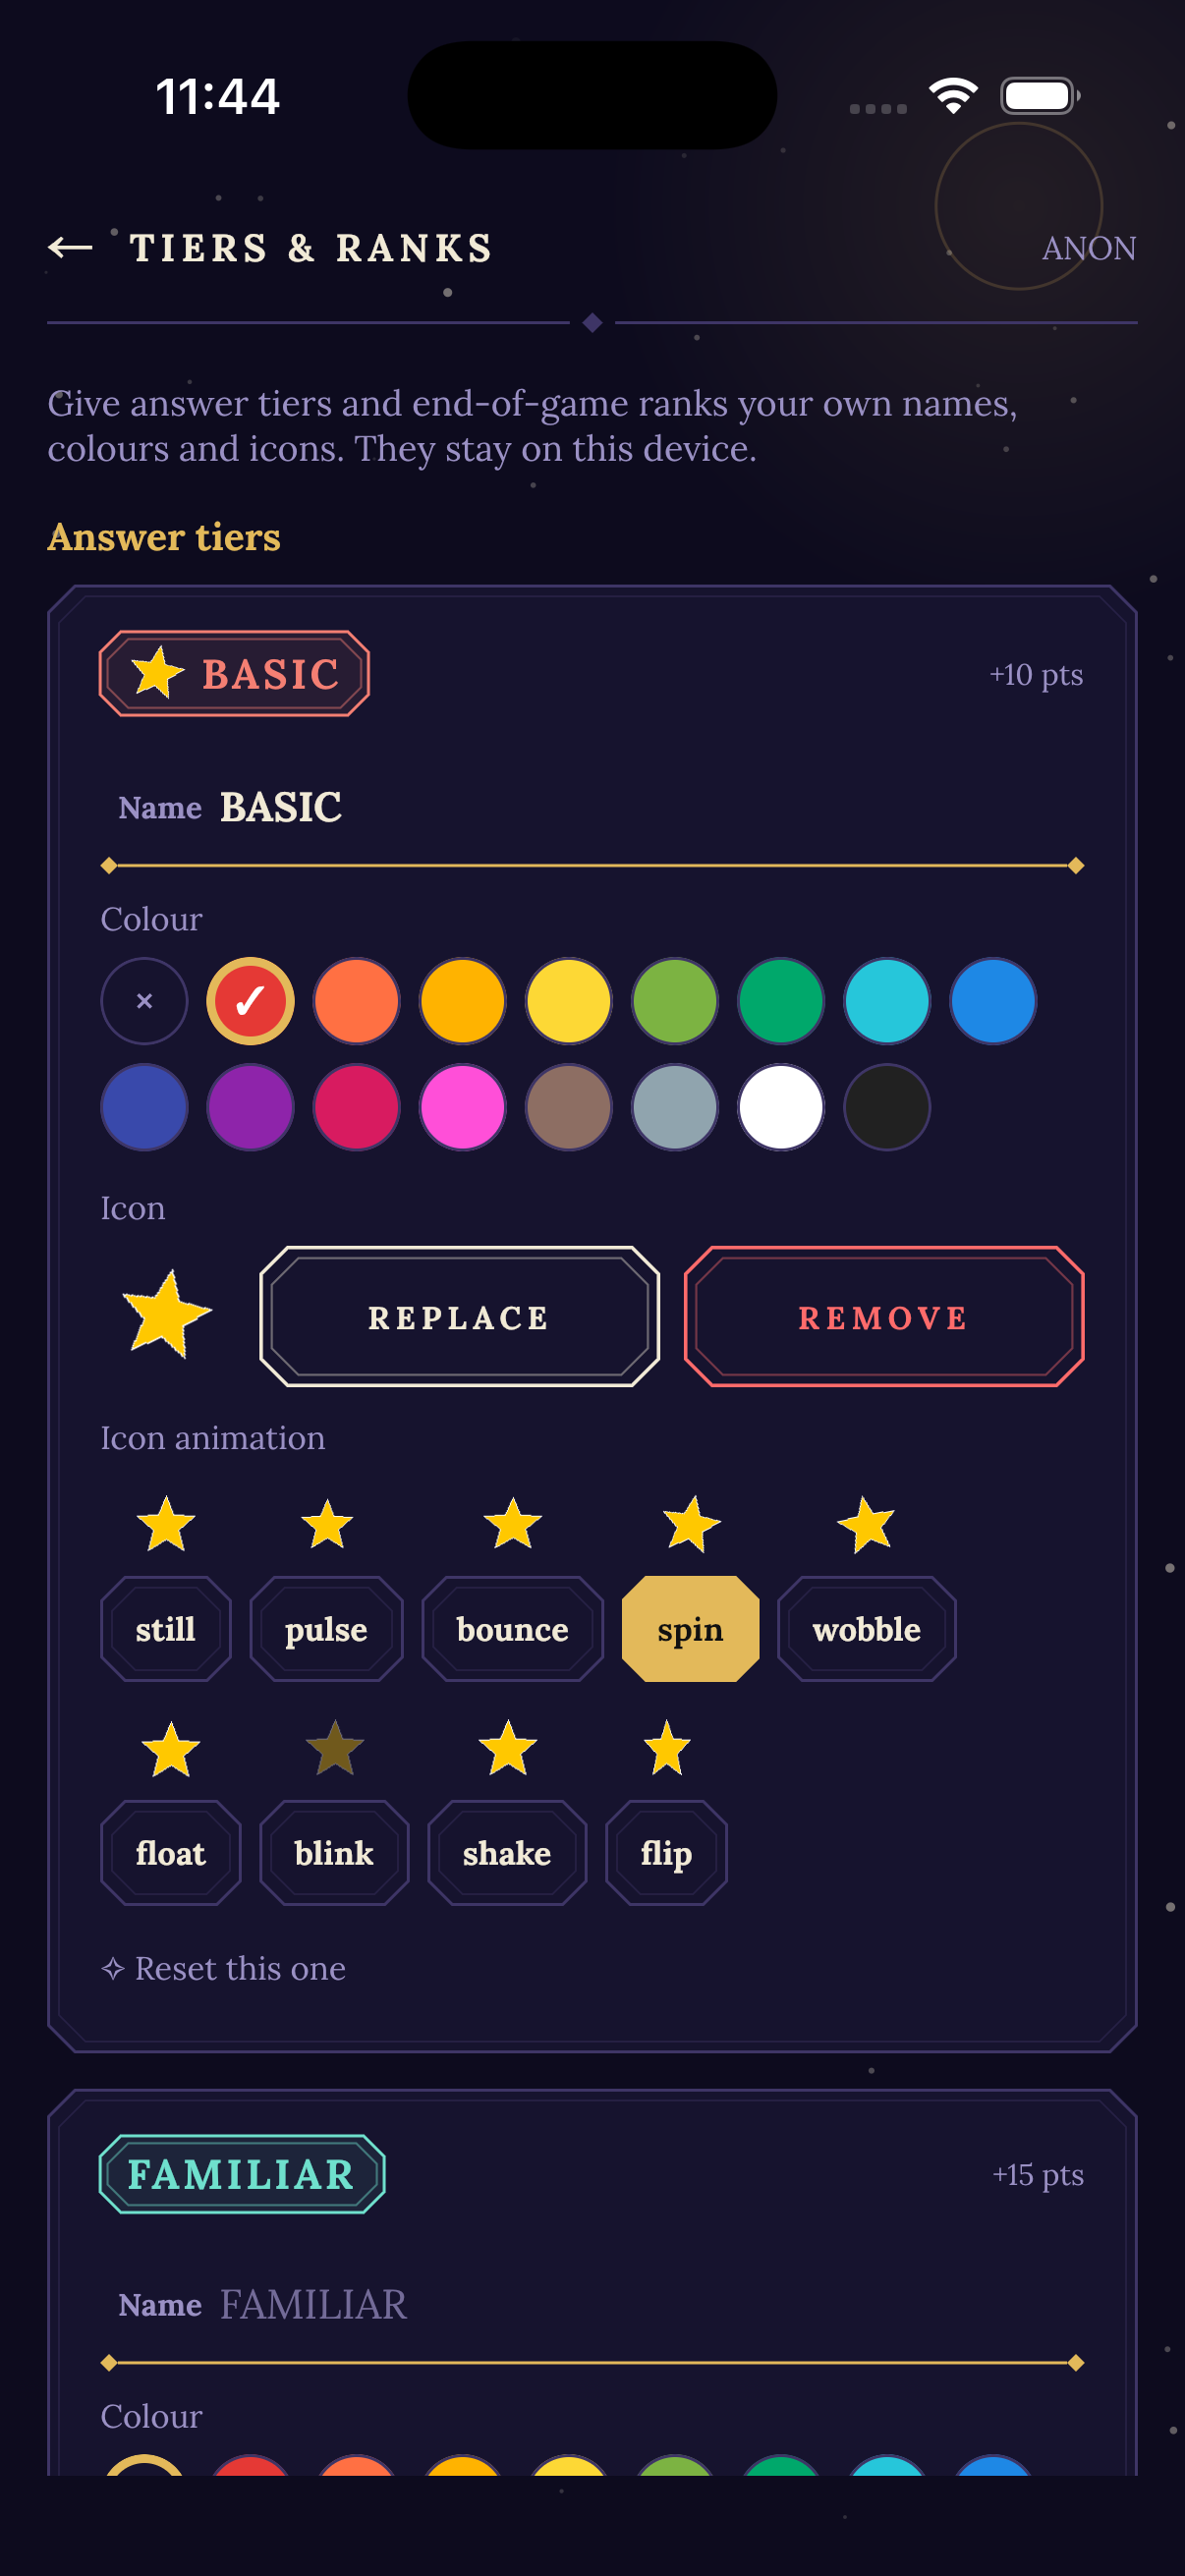 11:44
← TIERS & RANKS
ANON
Give answer tiers and end-of-game ranks your own names,
colours and icons. They stay on this device.
Answer tiers
BASIC
+10 pts
Name BASIC
Colour
×
✓
Icon
REPLACE REMOVE
Icon animation
still pulse bounce spin wobble
float blink shake flip
✧ Reset this one
FAMILIAR
+15 pts
Name FAMILIAR
Colour